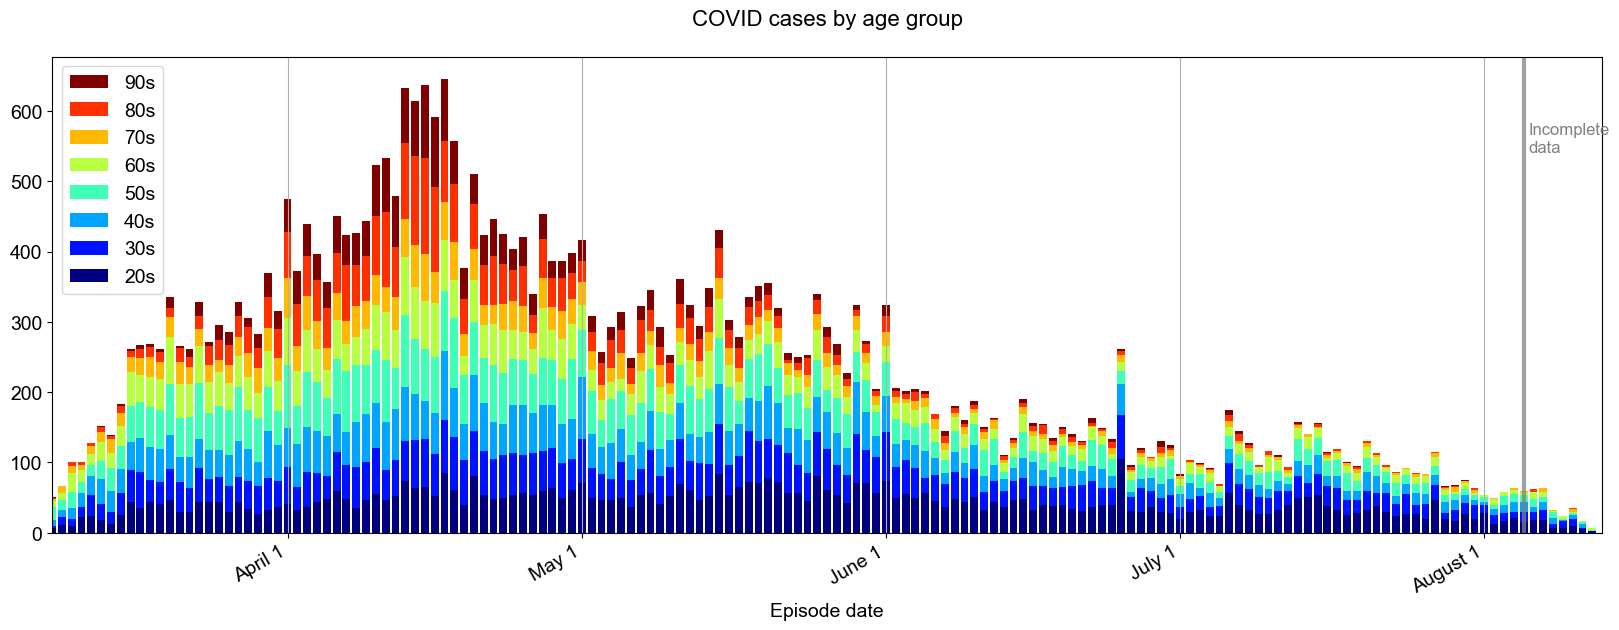 COVID cases by age group
90s
80s
70s
60s
50s
40s
30s
20s
600
500
400
300
200
100
0
Incomplete
data
April 1
May 1
June 1
July 1
August 1
Episode date